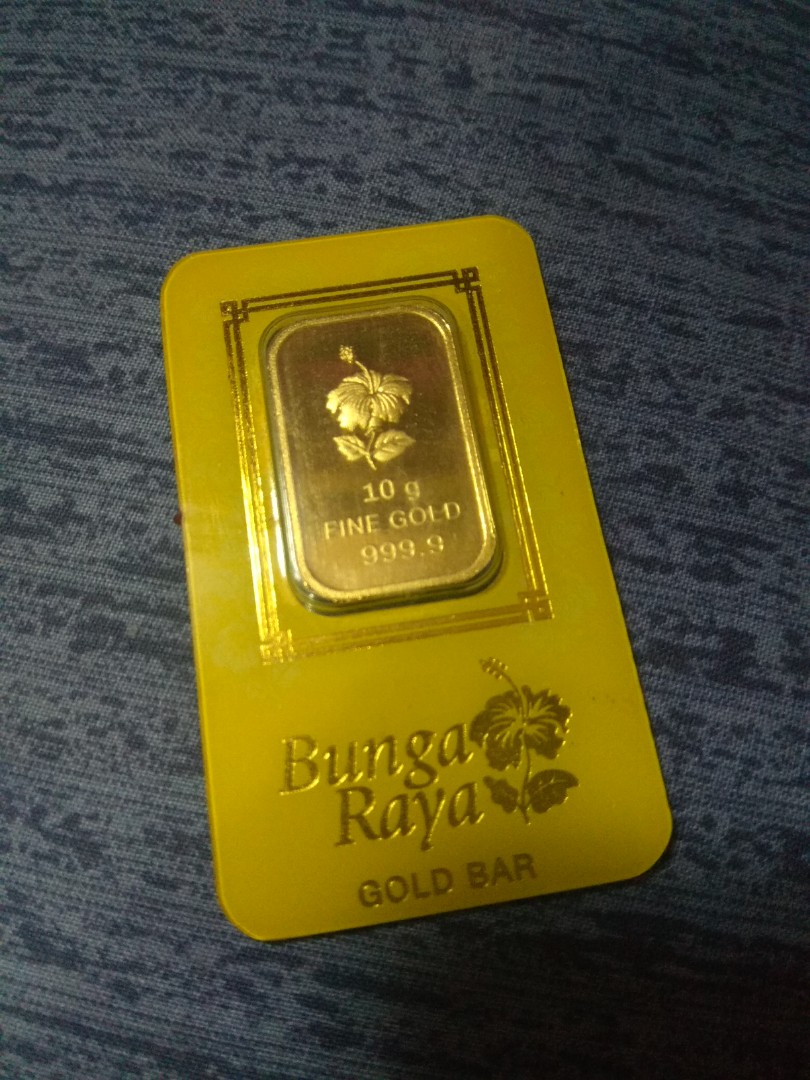 10 g
FINE GOLD
999.9
Bunga
Raya
GOLD BAR